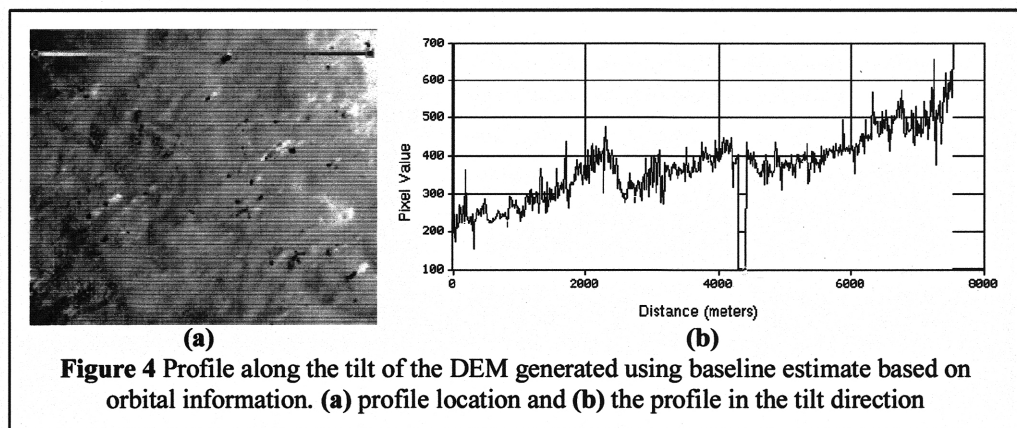 700
600
500
400
300
200
100
Pixel Value
0
2000
4000
6000
8000
Distance (meters)
(a)
(b)
Figure 4 Profile along the tilt of the DEM generated using baseline estimate based on
orbital information. (a) profile location and (b) the profile in the tilt direction